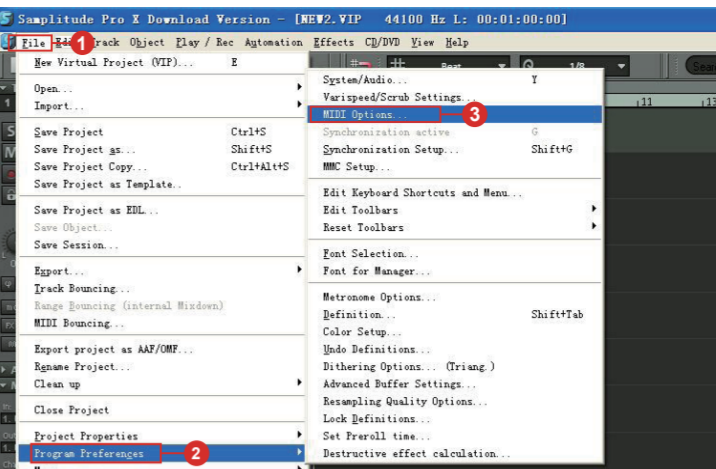 Samplitude Pro X Download Version - [NEW2.VIP 44100 Hz L: 00:01:00:00]
File 1 rack Object Play / Rec Automation Effects CD/DVD View Help
New Virtual Project (VIP)... E
Open...
Import...
Save Project Ctrl+S
Save Project as... Shift+S
Save Project Copy... Ctrl+Alt+S
Save Project as Template..
Save Project as EDL...
Save Object...
Save Session...
Export...
Track Bouncing...
Range Bouncing (internal Mixdown)
MIDI Bouncing...
Export project as AAF/OMF...
Rename Project...
Clean up
Close Project
Project Properties
Program Preferences 2
Beat 1/8 Sear
System/Audio... Y
Varispeed/Scrub Settings...
MIDI Options... 3
Synchronization active G
Synchronization Setup... Shift+G
MMC Setup...
Edit Keyboard Shortcuts and Menu...
Edit Toolbars
Reset Toolbars
Font Selection...
Font for Manager...
Metronome Options...
Definition... Shift+Tab
Color Setup...
Undo Definitions...
Dithering Options... (Triang.)
Advanced Buffer Settings...
Resampling Quality Options...
Lock Definitions...
Set Preroll time...
Destructive effect calculation...
11 13